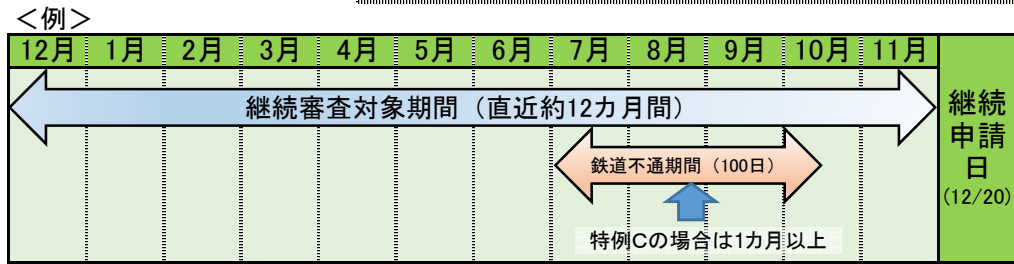 ＜例＞
12月 1月 2月 3月 4月 5月 6月 7月 8月 9月 10月 11月
継続審査対象期間（直近約12カ月間）
鉄道不通期間（100日）
特例Cの場合は1カ月以上
継続
申請
日
(12/20)